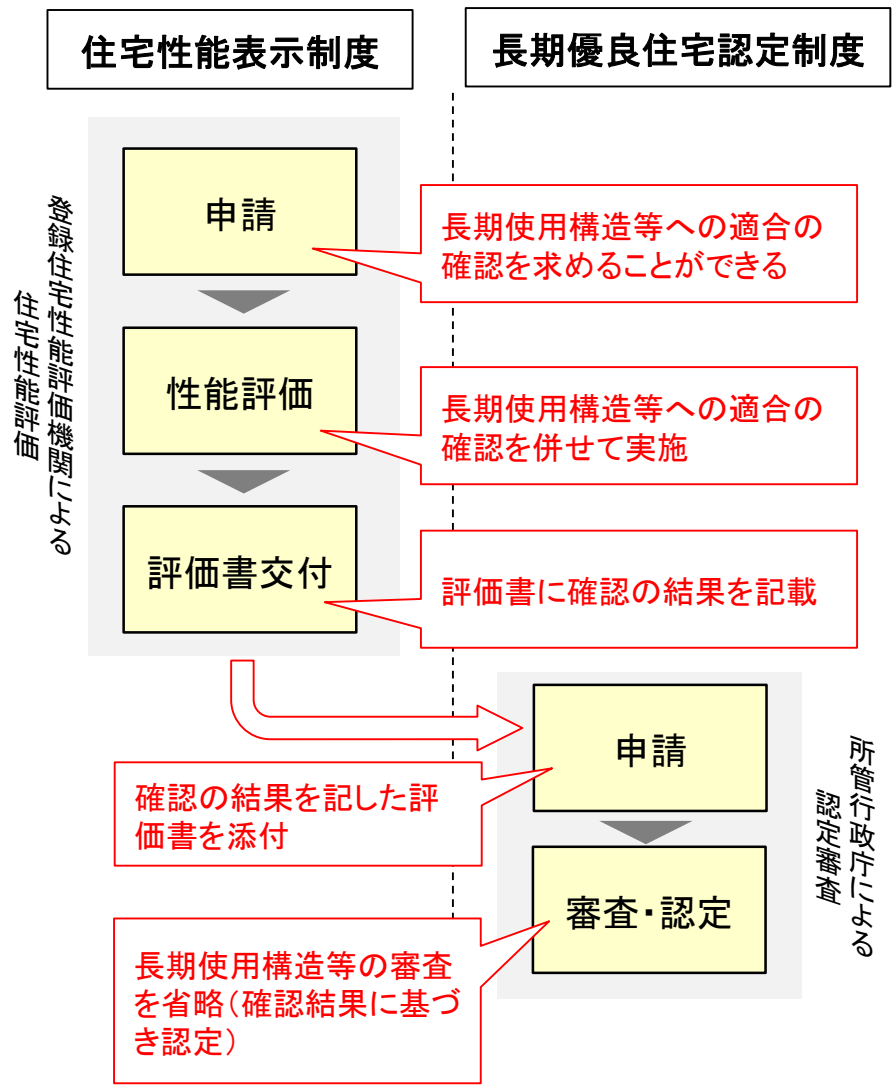 住宅性能表示制度
長期優良住宅認定制度
登録住宅性能評価機関による
住宅性能評価
申請
長期使用構造等への適合の
確認を求めることができる
性能評価
長期使用構造等への適合の
確認を併せて実施
評価書交付
評価書に確認の結果を記載
申請
確認の結果を記した評
価書を添付
所管行政庁による
認定審査
審査・認定
長期使用構造等の審査
を省略（確認結果に基づ
き認定）